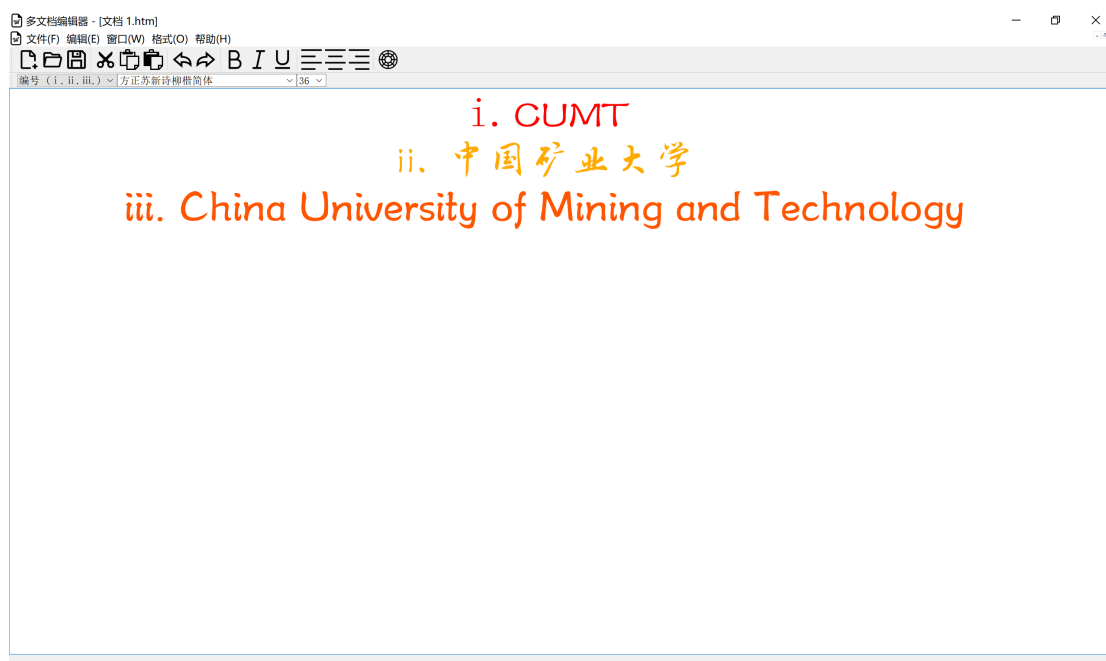 多文档编辑器 - [文档 1.htm]
文件(F) 编辑(E) 窗口(W) 格式(O) 帮助(H)
B I U
编号（ⅰ. ⅱ. ⅲ.） 方正苏新诗柳楷简体 36
i. CUMT
ii. 中国矿业大学
iii. China University of Mining and Technology